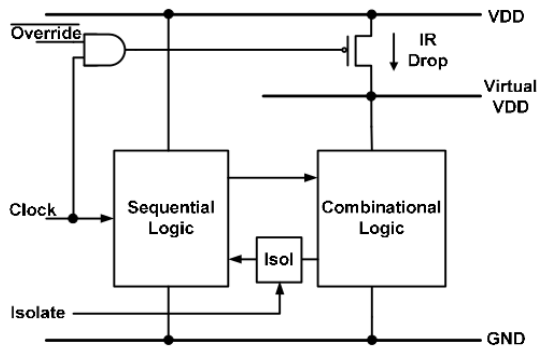 VDD
Override
IR
Drop
Virtual
VDD
Clock
Sequential
Logic
Combinational
Logic
Isol
Isolate
GND